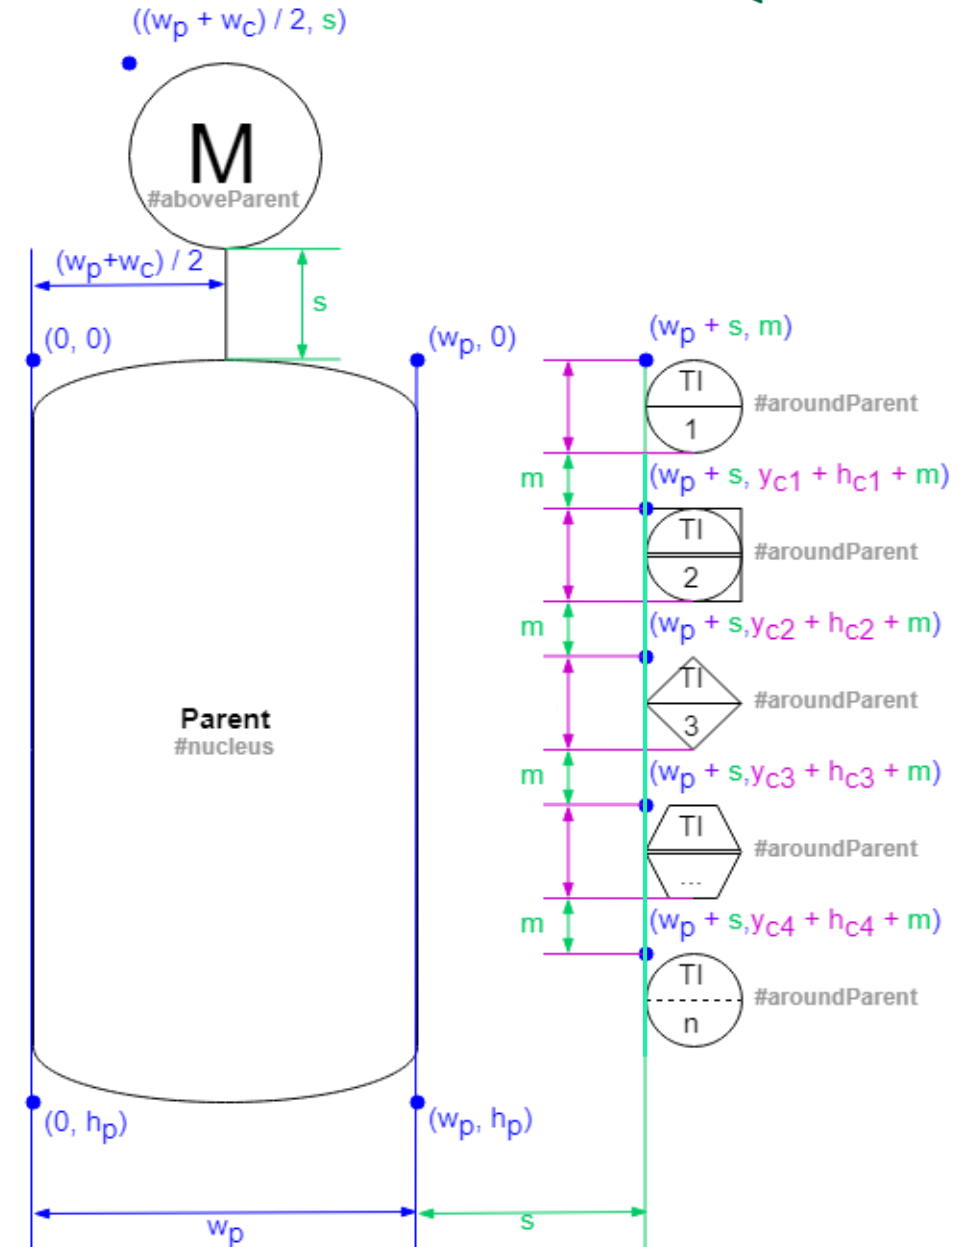 ((wp + wc) / 2, s)
M
#aboveParent
(wp+wc) / 2
s
(0, 0)
(wp, 0)
(wp + s, m)
TI
1
#aroundParent
m
(wp + s, yc1 + hc1 + m)
TI
2
#aroundParent
m
(wp + s,yc2 + hc2 + m)
TI
3
#aroundParent
Parent
#nucleus
m
(wp + s,yc3 + hc3 + m)
TI
...
#aroundParent
m
(wp + s,yc4 + hc4 + m)
TI
n
#aroundParent
(0, hp)
(wp, hp)
wp
s